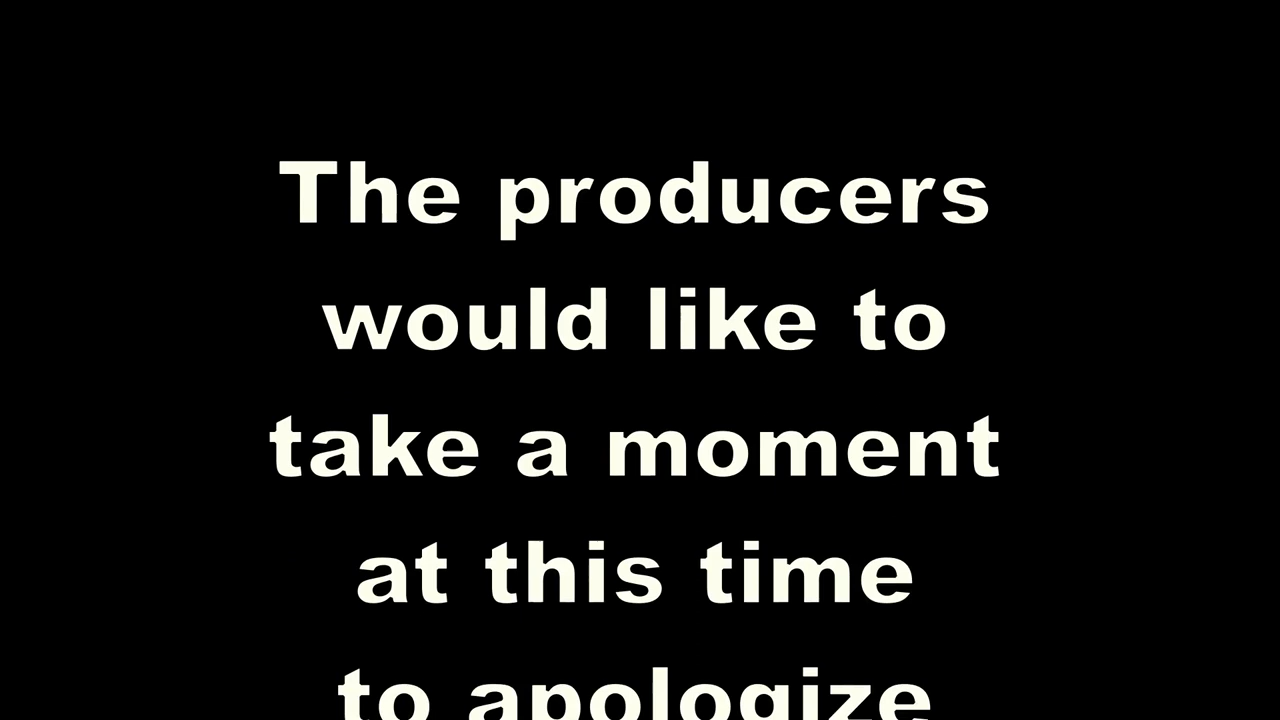 The producers
would like to
take a moment
at this time
to apologize